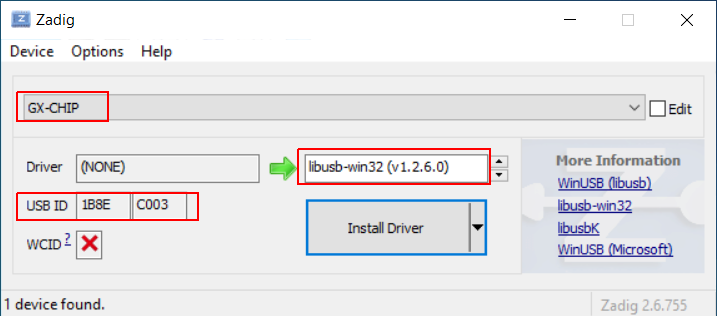 Zadig
Device Options Help
GX-CHIP
Edit
Driver (NONE) libusb-win32 (v1.2.6.0)
USB ID 1B8E C003
WCID ?
Install Driver
More Information
WinUSB (libusb)
libusb-win32
libusbK
WinUSB (Microsoft)
1 device found.
Zadig 2.6.755